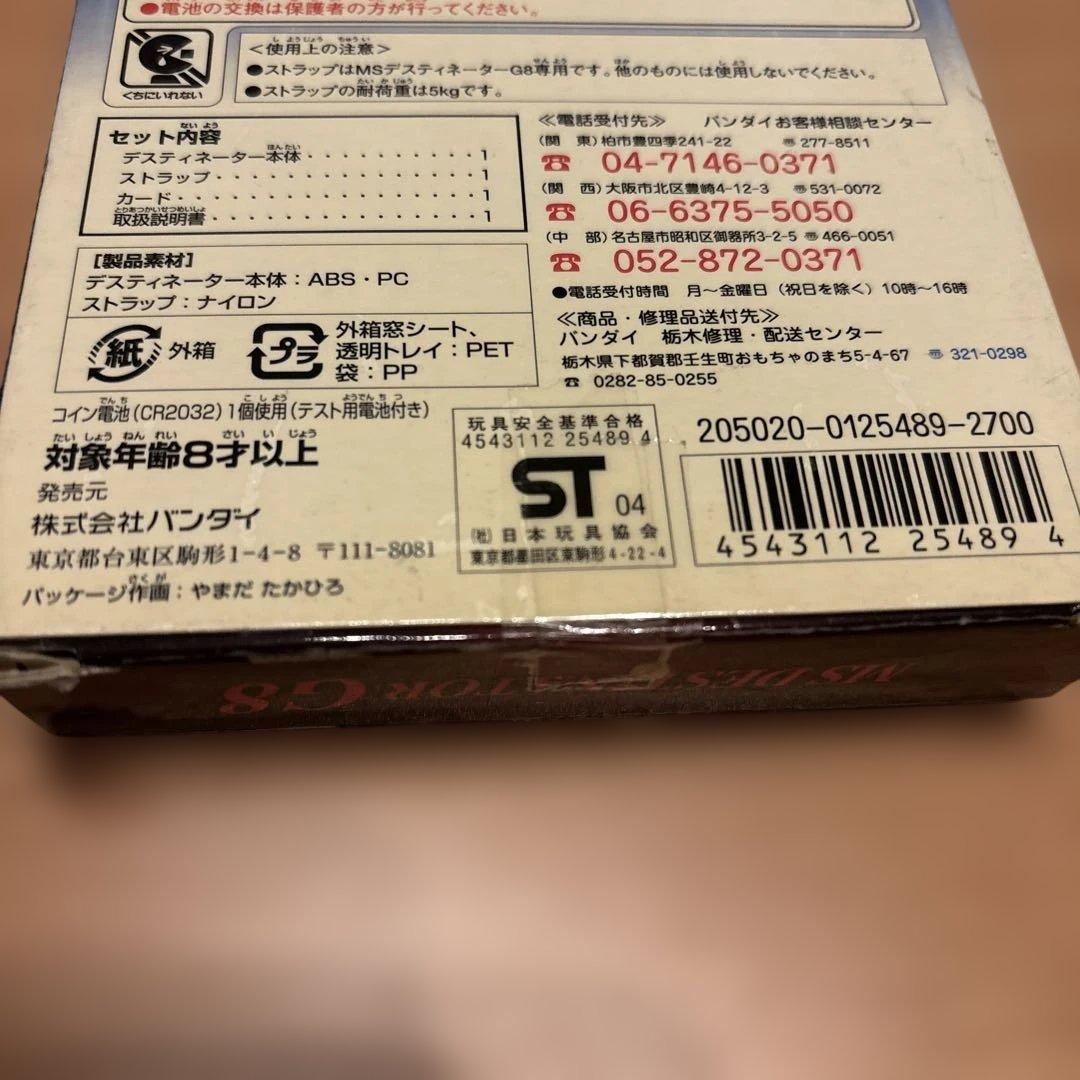 ●電池の交換は保護者の方が行ってください。
くちにいれない
＜使用上の注意＞
●ストラップはMSデスティネーターG8専用です。他のものには使用しないでください。
●ストラップの耐荷重は5kgです。
セット内容
デスティネーター本体・・・・・・・・・・1
ストラップ・・・・・・・・・・・・・・・1
カード・・・・・・・・・・・・・・・・・1
取扱説明書・・・・・・・・・・・・・・・1
［製品素材］
デスティネーター本体：ABS・PC
ストラップ：ナイロン
紙 外箱
プラ 外箱窓シート、
透明トレイ：PET
袋：PP
≪電話受付先≫ バンダイお客様相談センター
（関 東）柏市豊四季241-22 〠277-8511
☎ 04-7146-0371
（関 西）大阪市北区豊崎4-12-3 〠531-0072
☎ 06-6375-5050
（中 部）名古屋市昭和区御器所3-2-5 〠466-0051
☎ 052-872-0371
●電話受付時間 月～金曜日（祝日を除く）10時～16時
≪商品・修理品送付先≫
バンダイ 栃木修理・配送センター
栃木県下都賀郡壬生町おもちゃのまち5-4-67 〠321-0298
☎ 0282-85-0255
コイン電池（CR2032）1個使用（テスト用電池付き）
対象年齢8才以上
発売元
株式会社バンダイ
東京都台東区駒形1-4-8 〒111-8081
パッケージ作画：やまだ たかひろ
玩具安全基準合格
4543112 25489 4
ST 04
（社）日本玩具協会
東京都墨田区東駒形4-22-4
205020-0125489-2700
4543112 254894
MS DESTINATOR G8